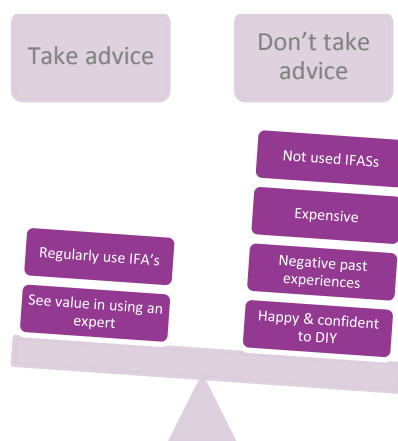 Take advice
Don't take
advice
Not used IFASs
Expensive
Negative past
experiences
Happy & confident
to DIY
Regularly use IFA's
See value in using an
expert